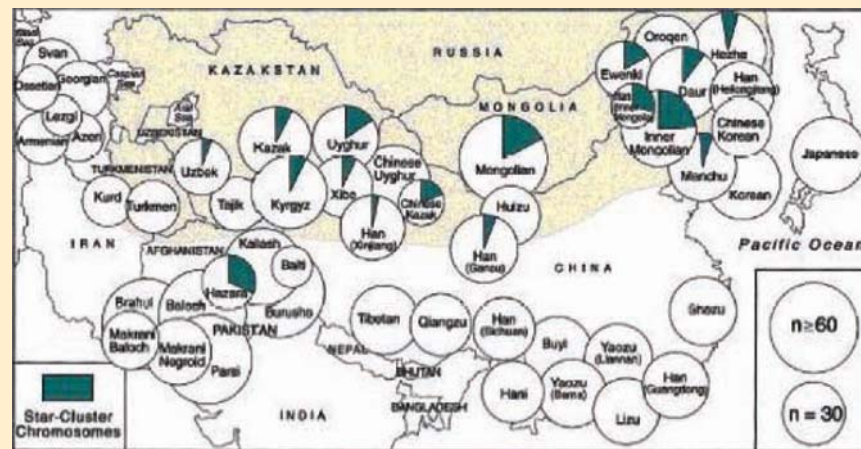 RUSSIA
KAZAKSTAN
MONGOLIA
Svan
Georgian
Ossetian
Lezgi
Armenian
Azeri
Caspian
Sea
Aral
Sea
UZBEKISTAN
TURKMENISTAN
Kurd
Turkmen
IRAN
Uzbek
Tajik
Kazak
Kyrgyz
Uyghur
Xibe
Chinese
Uyghur
Chinese
Kazak
Han
(Xinjiang)
Mongolian
Huizu
Han
(Gansu)
Oroqen
Ewenki
Hezhe
Daur
Han
(Inner
Mongolia)
Inner
Mongolian
Han
(Heilongjiang)
Chinese
Korean
Manchu
Korean
Japanese
Pacific Ocean
CHINA
AFGHANISTAN
Kalash
Balti
Hazara
Burusho
Brahui
Baloch
PAKISTAN
Makrani
Baloch
Makrani
Negroid
Parsi
INDIA
NEPAL
BHUTAN
BANGLADESH
Tibetan
Qiangzu
Han
(Sichuan)
Buyi
Yaozu
(Liannan)
Hani
Yaozu
(Bama)
Lizu
Han
(Guangdong)
Shezu
Star-Cluster
Chromosomes
n≥60
n = 30